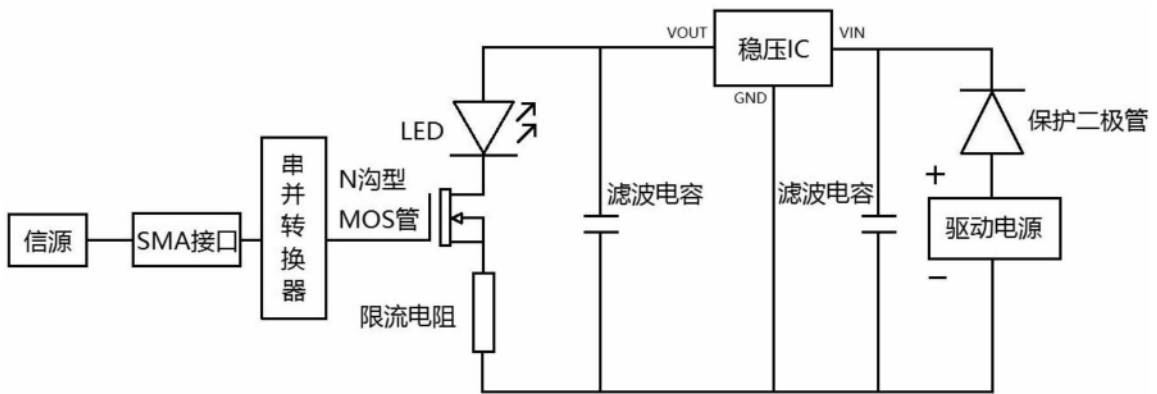 VOUT
稳压IC
VIN
GND
LED
保护二极管
串并转换器
N沟型
MOS管
滤波电容
滤波电容
+
驱动电源
−
信源
SMA接口
限流电阻